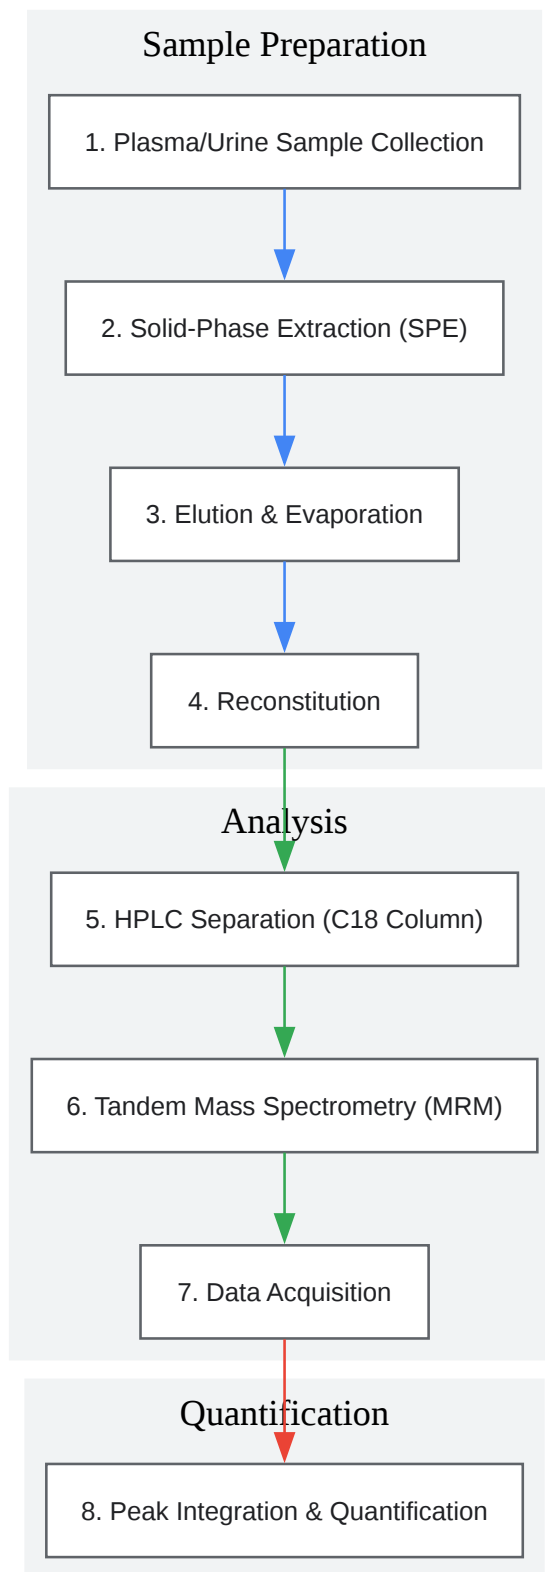 Sample Preparation
1. Plasma/Urine Sample Collection
2. Solid-Phase Extraction (SPE)
3. Elution & Evaporation
4. Reconstitution
Analysis
5. HPLC Separation (C18 Column)
6. Tandem Mass Spectrometry (MRM)
7. Data Acquisition
Quantification
8. Peak Integration & Quantification